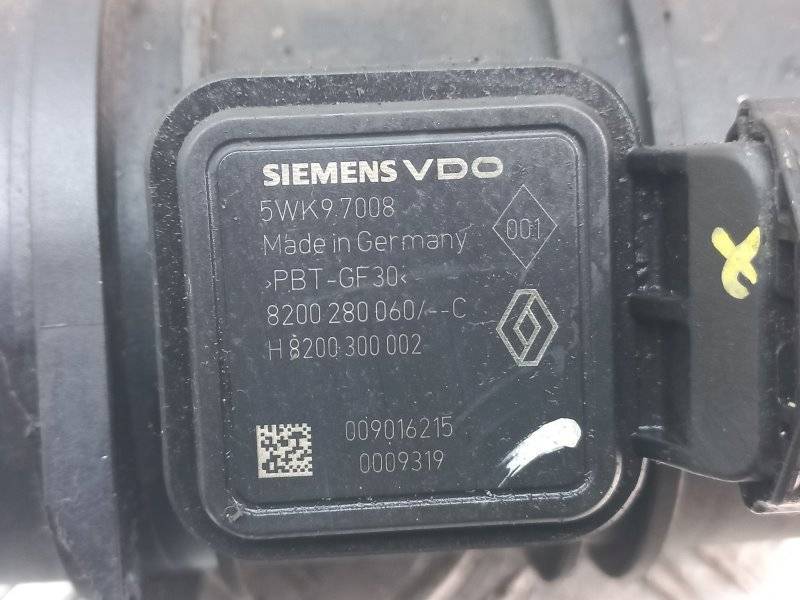 SIEMENS VDO
5WK9 7008
001
Made in Germany
>PBT-GF30<
8200 280 060/--C
H 8200 300 002
009016215
0009319